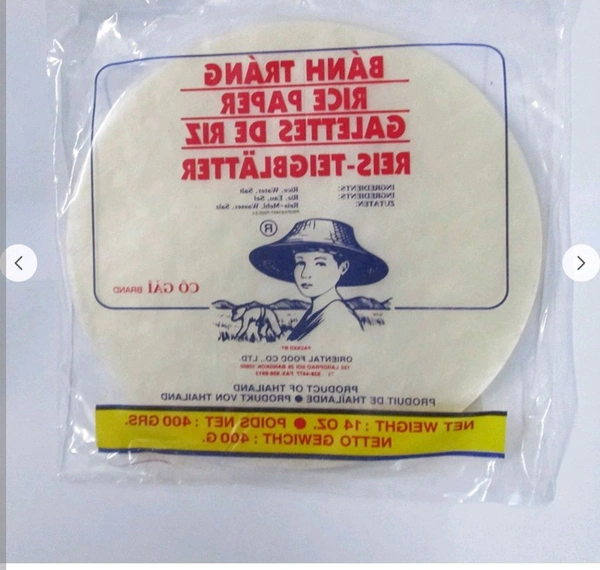 BÁNH TRÁNG
RICE PAPER
GALETTES DE RIZ
REIS-TEIGBLÄTTER
INGREDIENTS: Rice, Water, Salt
INGREDIENTS: Riz, Eau, Sel
ZUTATEN: Reis-Mehl, Wasser, Salz
®
CÔ GÁI BRAND
PACKED BY
ORIENTAL FOOD CO., LTD.
PRODUCT OF THAILAND
PRODUIT DE THAÏLANDE ● PRODUKT VON THAILAND
NET WEIGHT : 14 OZ. ● POIDS NET : 400 GRS.
NETTO GEWICHT : 400 G.